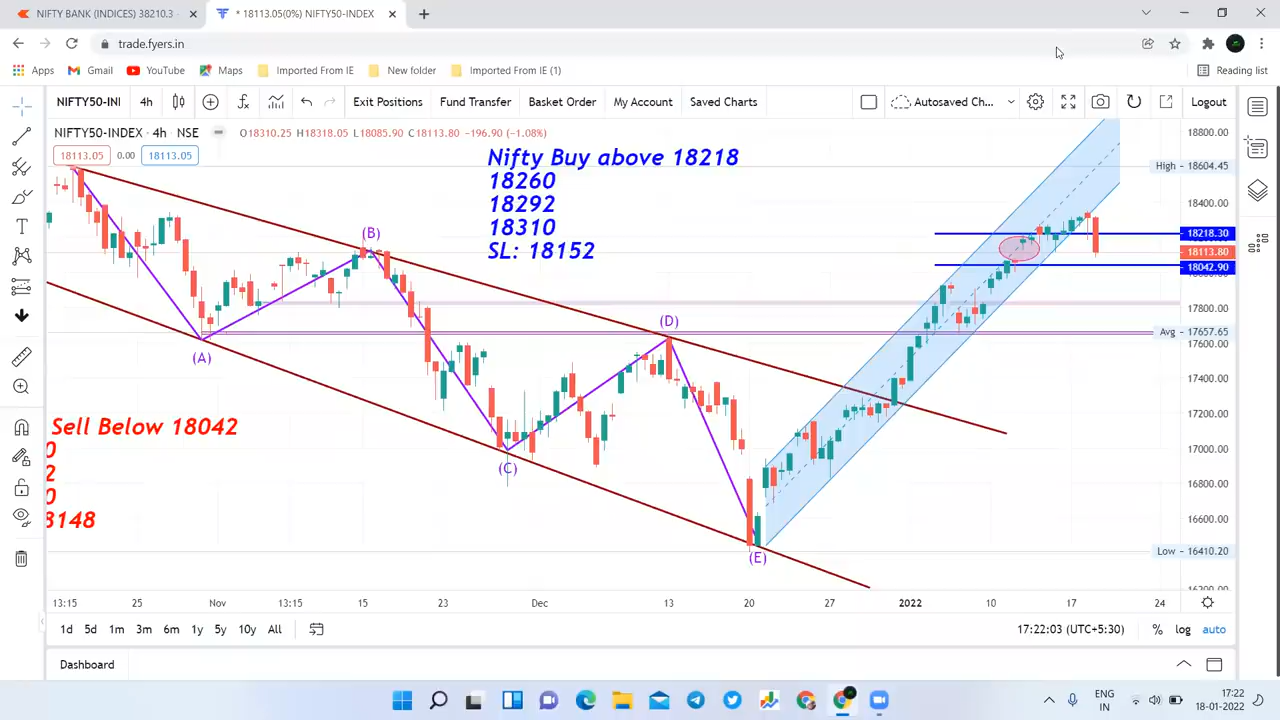 NIFTY BANK (INDICES) 38210.3
* 18113.05(0%) NIFTY50-INDEX
trade.fyers.in
Apps Gmail YouTube Maps Imported From IE New folder Imported From IE (1) Reading list
NIFTY50-INI 4h Exit Positions Fund Transfer Basket Order My Account Saved Charts Autosaved Ch... Logout
NIFTY50-INDEX · 4h · NSE O18310.25 H18318.05 L18085.90 C18113.80 -196.90 (-1.08%)
18113.05 0.00 18113.05
Nifty Buy above 18218
18260
18292
18310
SL: 18152
Sell Below 18042
0
2
0
8148
(A)
(B)
(C)
(D)
(E)
18800.00
High 18604.45
18400.00
18218.30
18113.80
18042.90
17800.00
Avg 17657.65
17600.00
17400.00
17200.00
17000.00
16800.00
16600.00
Low 16410.20
13:15 25 Nov 13:15 15 23 Dec 13 20 27 2022 10 17 24
1d 5d 1m 3m 6m 1y 5y 10y All 17:22:03 (UTC+5:30) % log auto
Dashboard
ENG
IN
17:22
18-01-2022